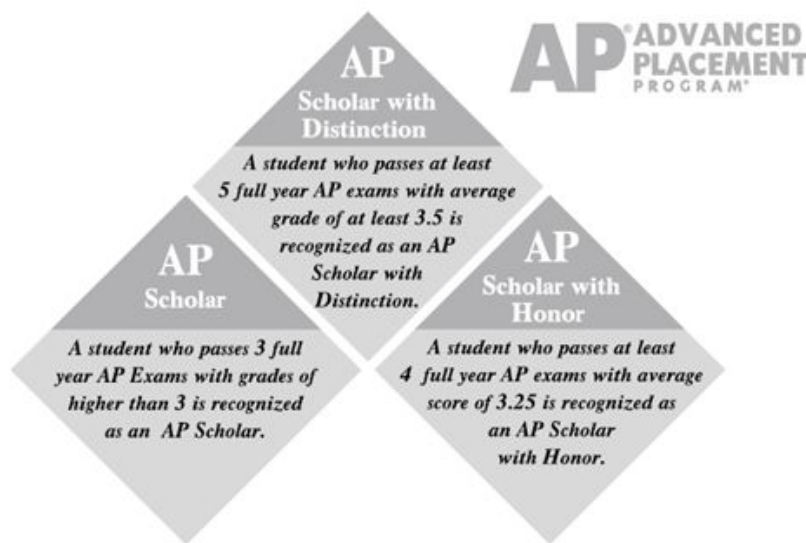 AP® ADVANCED
PLACEMENT
PROGRAM®
AP
Scholar with
Distinction
A student who passes at least
5 full year AP exams with average
grade of at least 3.5 is
recognized as an AP
Scholar with
Distinction.
AP
Scholar
A student who passes 3 full
year AP Exams with grades of
higher than 3 is recognized
as an AP Scholar.
AP
Scholar with
Honor
A student who passes at least
4 full year AP exams with average
score of 3.25 is recognized as
an AP Scholar
with Honor.